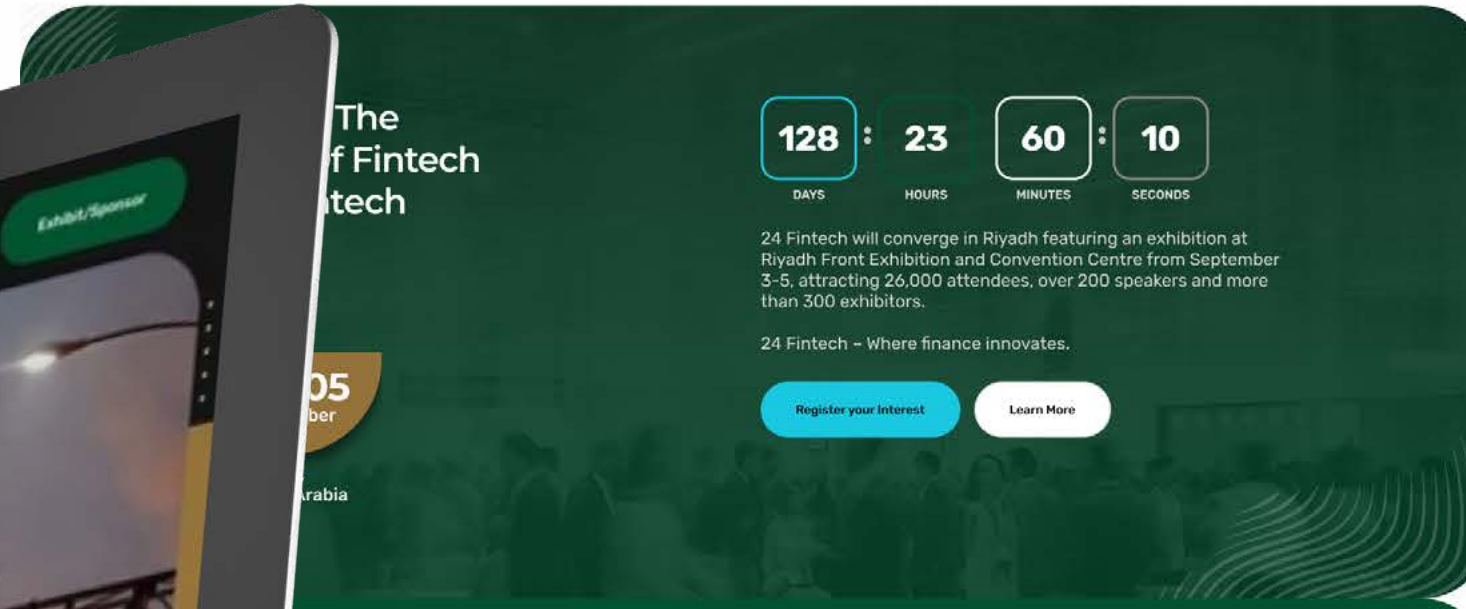 The
f Fintech
tech
Exhibit/Sponsor
05
ber
Arabia
128 : 23 60 : 10
DAYS HOURS MINUTES SECONDS
24 Fintech will converge in Riyadh featuring an exhibition at
Riyadh Front Exhibition and Convention Centre from September
3-5, attracting 26,000 attendees, over 200 speakers and more
than 300 exhibitors.
24 Fintech – Where finance innovates.
Register your Interest
Learn More